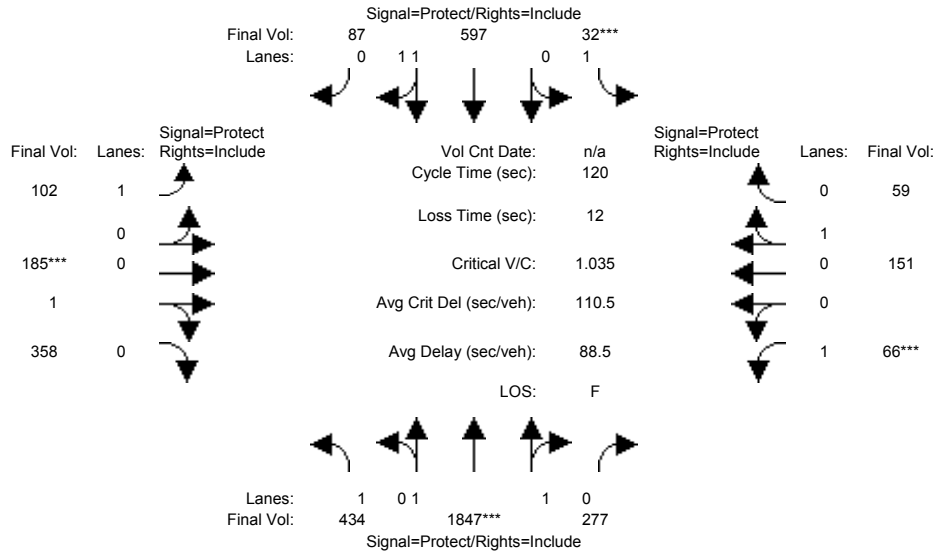 Signal=Protect/Rights=Include
Final Vol: 87 597 32***
Lanes: 0 1 1 0 1
Signal=Protect
Final Vol: Lanes: Rights=Include
Vol Cnt Date: n/a
Signal=Protect
Rights=Include Lanes: Final Vol:
Cycle Time (sec): 120
102 1
0 59
Loss Time (sec): 12
0
1
185*** 0
Critical V/C: 1.035
0 151
1
Avg Crit Del (sec/veh): 110.5
0
358 0
Avg Delay (sec/veh): 88.5
1 66***
LOS: F
Lanes: 1 0 1 1 0
Final Vol: 434 1847*** 277
Signal=Protect/Rights=Include